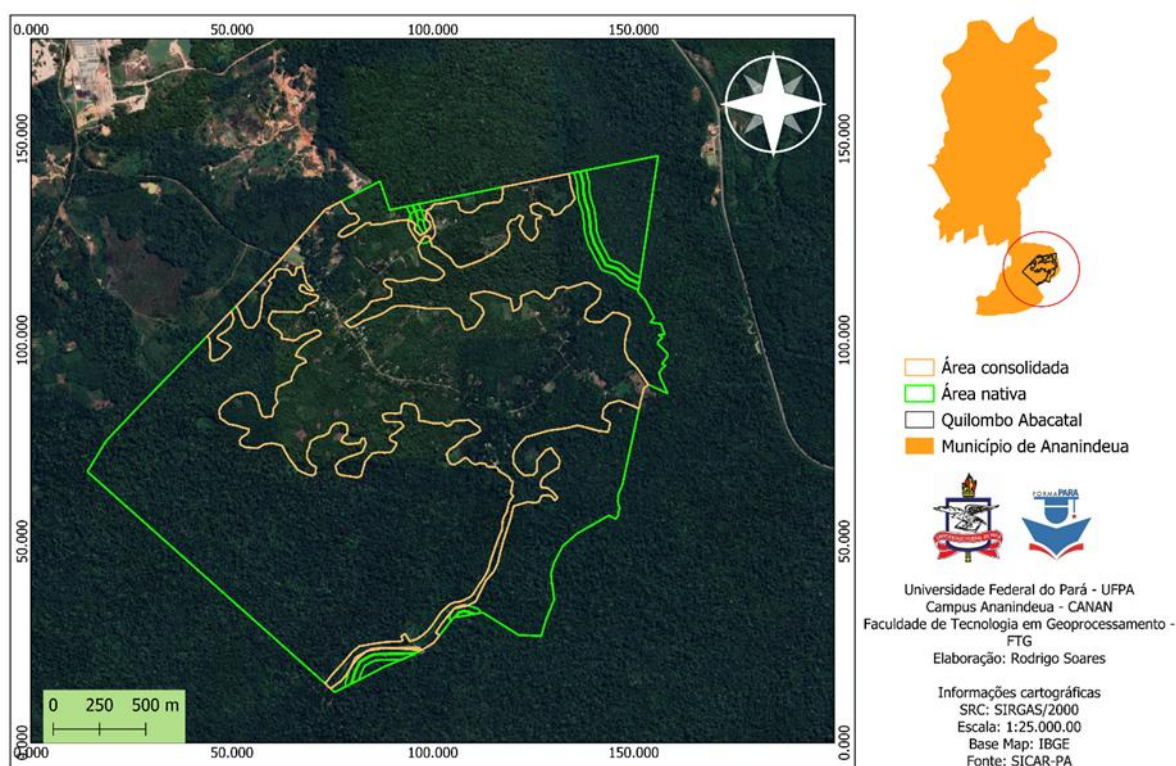 0.000 50.000 100.000 150.000
150.000 150.000
100.000 100.000
50.000 50.000
0.000 0.000
0 250 500 m
0.000 50.000 100.000 150.000
Área consolidada
Área nativa
Quilombo Abacatal
Município de Ananindeua
FORMAPARÁ
Universidade Federal do Pará - UFPA
Campus Ananindeua - CANAN
Faculdade de Tecnologia em Geoprocessamento -
FTG
Elaboração: Rodrigo Soares
Informações cartográficas
SRC: SIRGAS/2000
Escala: 1:25.000.00
Base Map: IBGE
Fonte: SICAR-PA